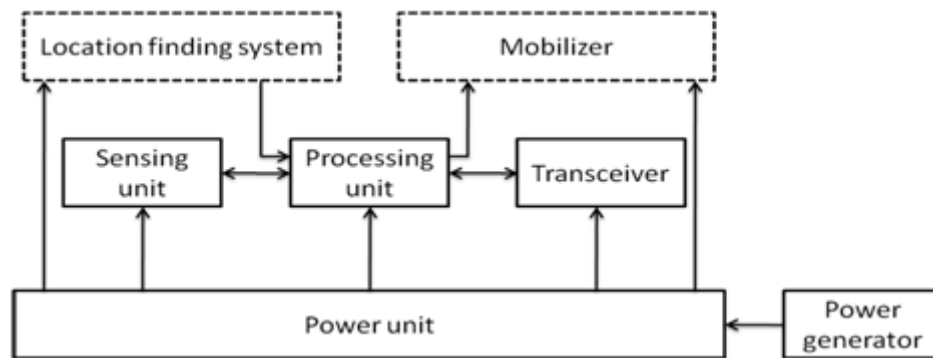 Location finding system
Mobilizer
Sensing
unit
Processing
unit
Transceiver
Power unit
Power
generator